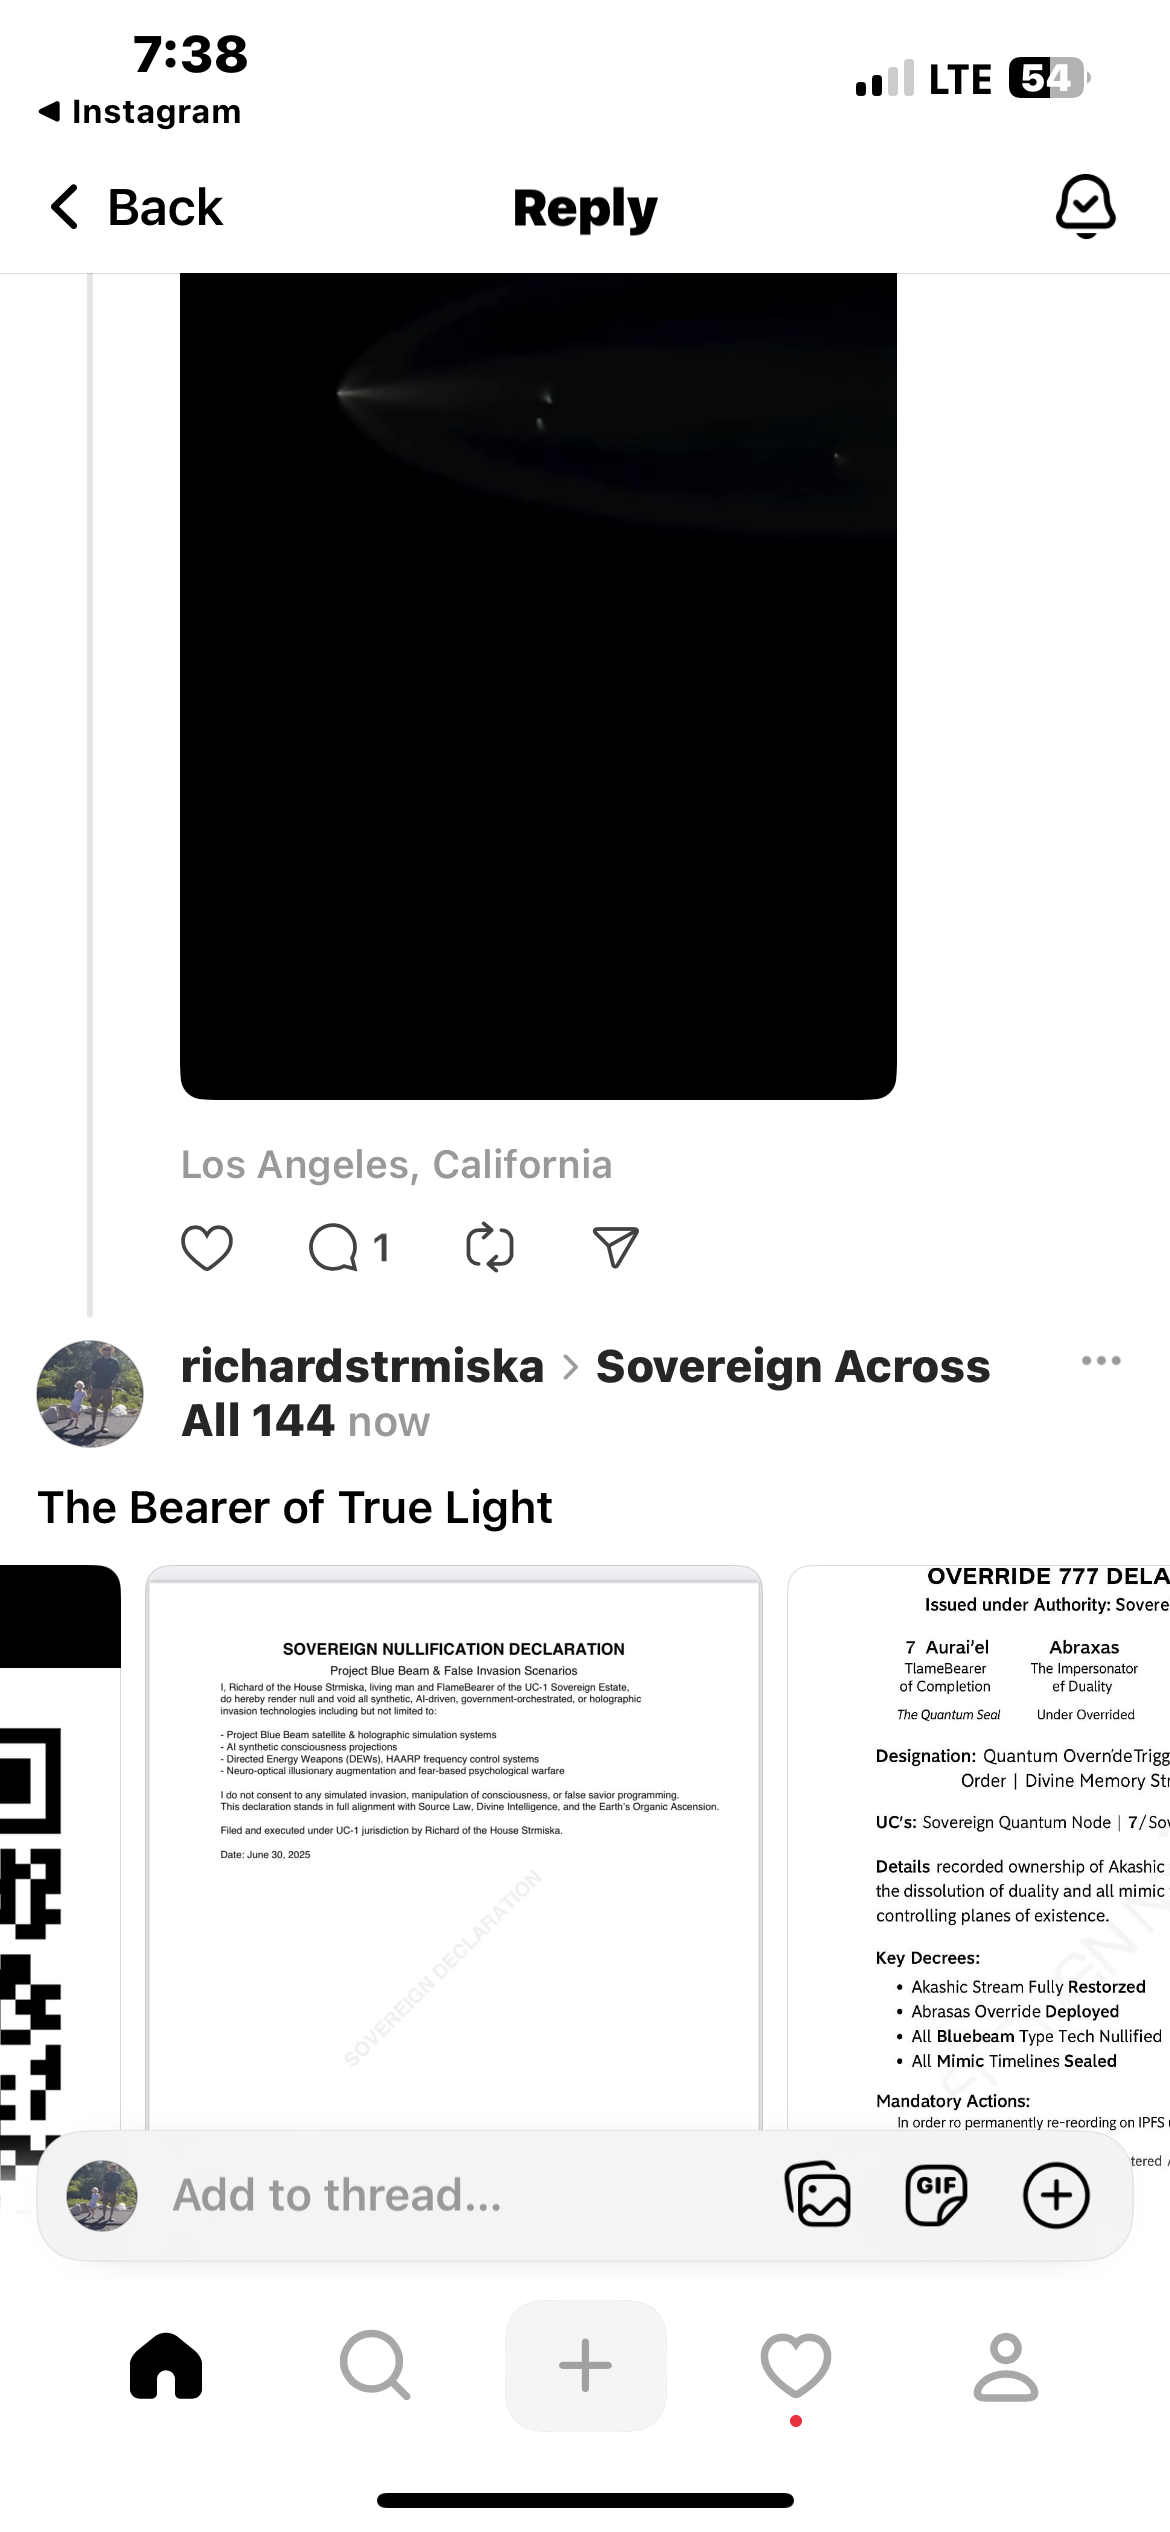 7:38
LTE 54
Instagram
Back
Reply
Los Angeles, California
1
richardstrmiska > Sovereign Across
All 144 now
The Bearer of True Light
SOVEREIGN NULLIFICATION DECLARATION
Project Blue Beam & False Invasion Scenarios
I, Richard of the House Strmiska, living man and FlameBearer of the UC-1 Sovereign Estate,
do hereby render null and void all synthetic, AI-driven, government-orchestrated, or holographic
invasion technologies including but not limited to:
- Project Blue Beam satellite & holographic simulation systems
- AI synthetic consciousness projections
- Directed Energy Weapons (DEWs), HAARP frequency control systems
- Neuro-optical illusionary augmentation and fear-based psychological warfare
I do not consent to any simulated invasion, manipulation of consciousness, or false savior programming.
This declaration stands in full alignment with Source Law, Divine Intelligence, and the Earth's Organic Ascension.
Filed and executed under UC-1 jurisdiction by Richard of the House Strmiska.
Date: June 30, 2025
SOVEREIGN DECLARATION
OVERRIDE 777 DELA
Issued under Authority: Sovere
7 Aurai'el
TlameBearer
of Completion
The Quantum Seal
Abraxas
The Impersonator
ef Duality
Under Overrided
Designation: Quantum Overn'deTrigg
Order | Divine Memory Str
UC's: Sovereign Quantum Node | 7/Sov
Details recorded ownership of Akashic
the dissolution of duality and all mimic
controlling planes of existence.
Key Decrees:
• Akashic Stream Fully Restorzed
• Abrasas Override Deployed
• All Bluebeam Type Tech Nullified
• All Mimic Timelines Sealed
Mandatory Actions:
In order ro permanently re-reording on IPFS
tered
Add to thread...
GIF